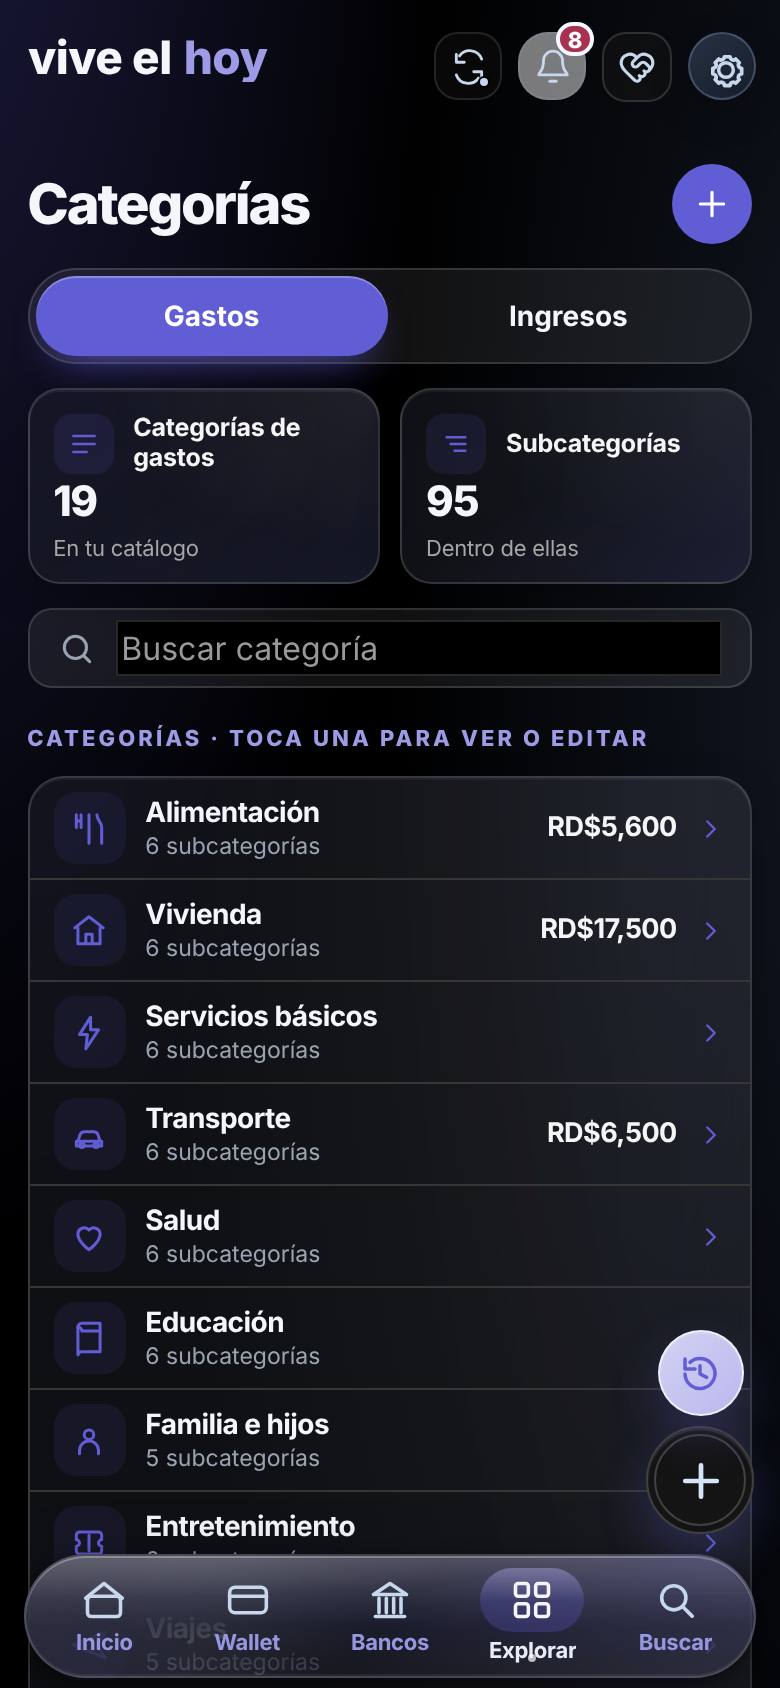 vive el hoy
8
Categorías
Gastos
Ingresos
Categorías de
gastos
19
En tu catálogo
Subcategorías
95
Dentro de ellas
Buscar categoría
CATEGORÍAS · TOCA UNA PARA VER O EDITAR
Alimentación
6 subcategorías
RD$5,600
Vivienda
6 subcategorías
RD$17,500
Servicios básicos
6 subcategorías
Transporte
6 subcategorías
RD$6,500
Salud
6 subcategorías
Educación
6 subcategorías
Familia e hijos
5 subcategorías
Entretenimiento
Viajes
5 subcategorías
Inicio
Wallet
Bancos
Explorar
Buscar